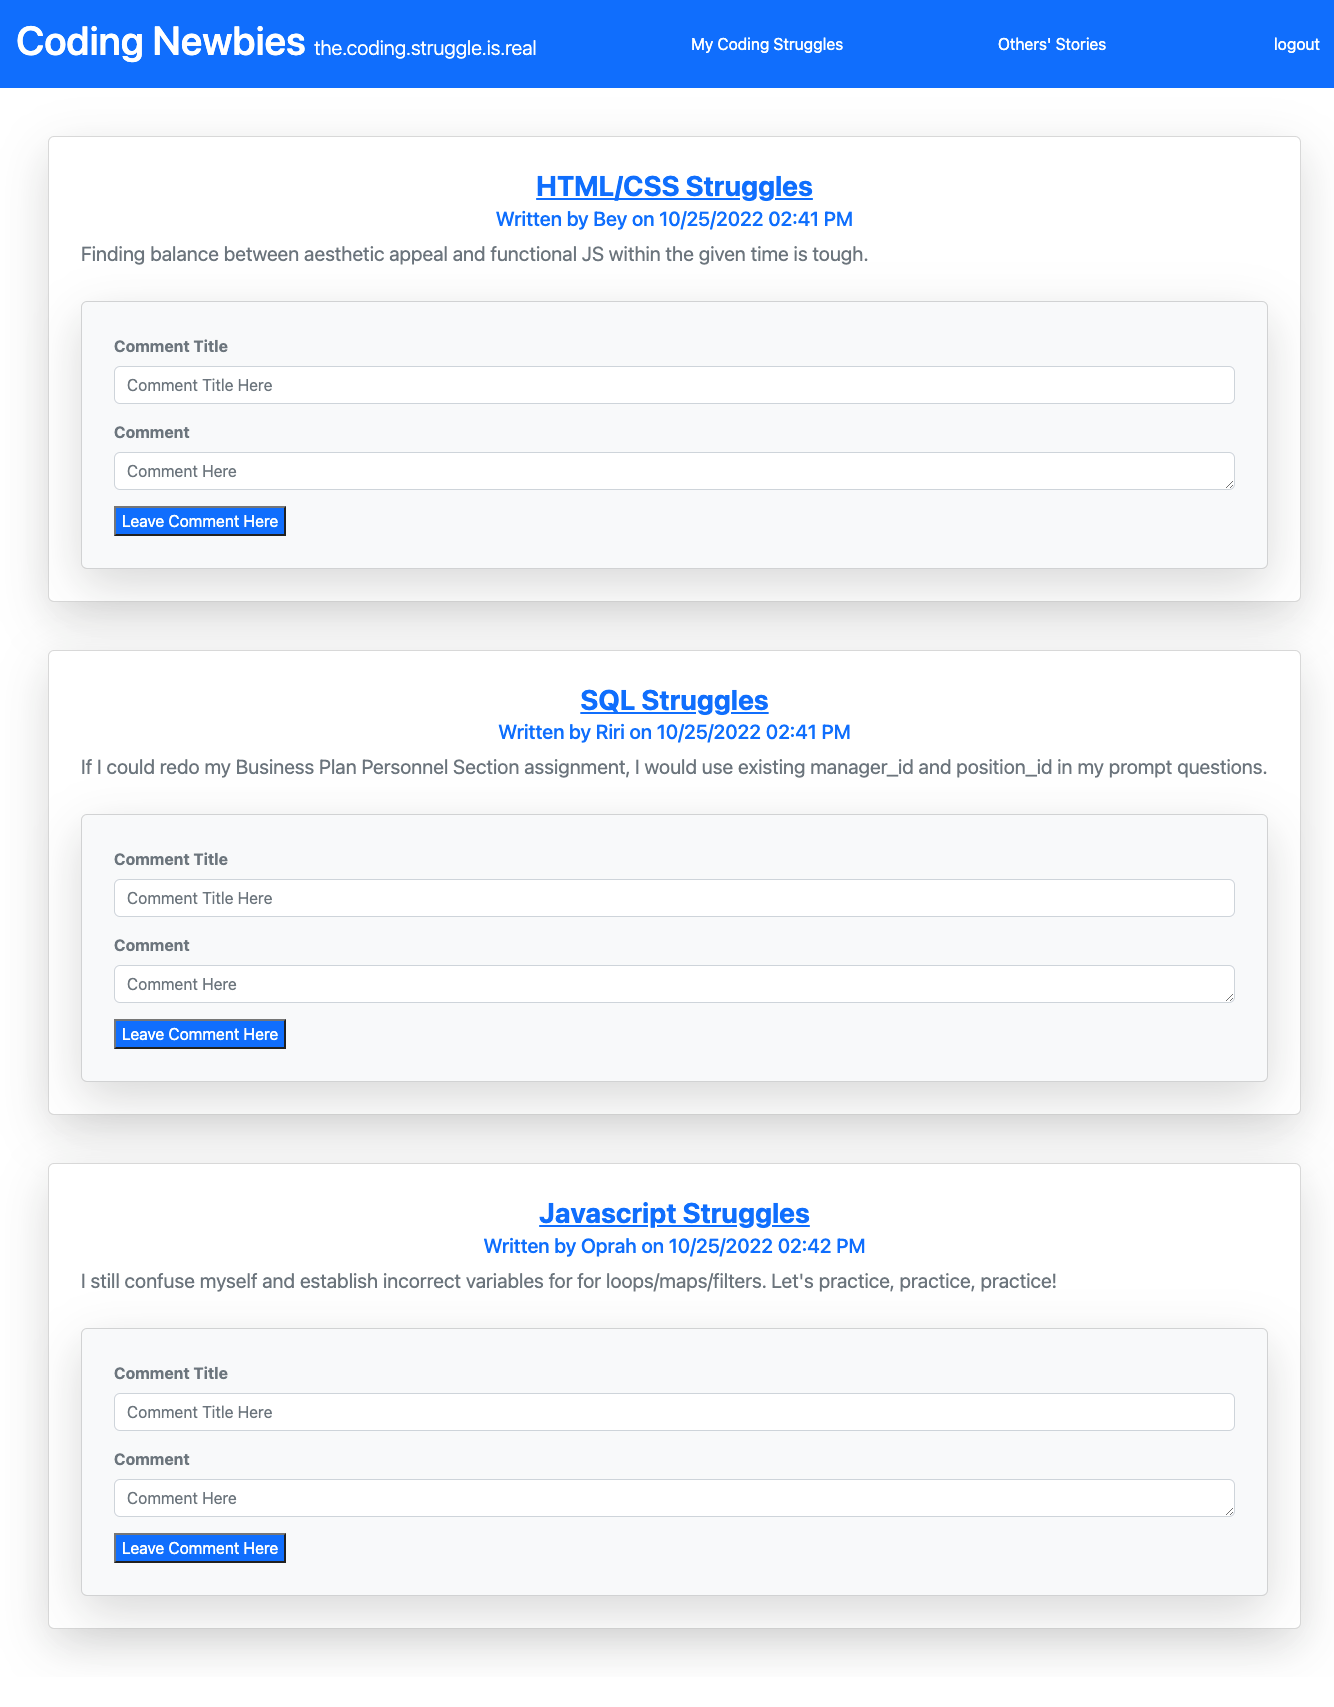 Coding Newbies the.coding.struggle.is.real My Coding Struggles Others' Stories logout
HTML/CSS Struggles
Written by Bey on 10/25/2022 02:41 PM
Finding balance between aesthetic appeal and functional JS within the given time is tough.
Comment Title
Comment Title Here
Comment
Comment Here
Leave Comment Here
SQL Struggles
Written by Riri on 10/25/2022 02:41 PM
If I could redo my Business Plan Personnel Section assignment, I would use existing manager_id and position_id in my prompt questions.
Comment Title
Comment Title Here
Comment
Comment Here
Leave Comment Here
Javascript Struggles
Written by Oprah on 10/25/2022 02:42 PM
I still confuse myself and establish incorrect variables for for loops/maps/filters. Let's practice, practice, practice!
Comment Title
Comment Title Here
Comment
Comment Here
Leave Comment Here